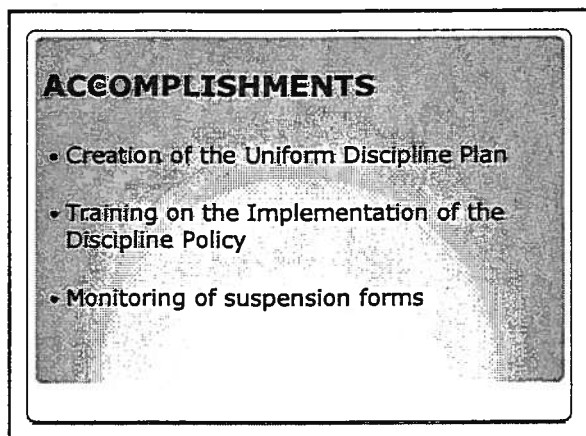 ACCOMPLISHMENTS
• Creation of the Uniform Discipline Plan
• Training on the Implementation of the
Discipline Policy
• Monitoring of suspension forms